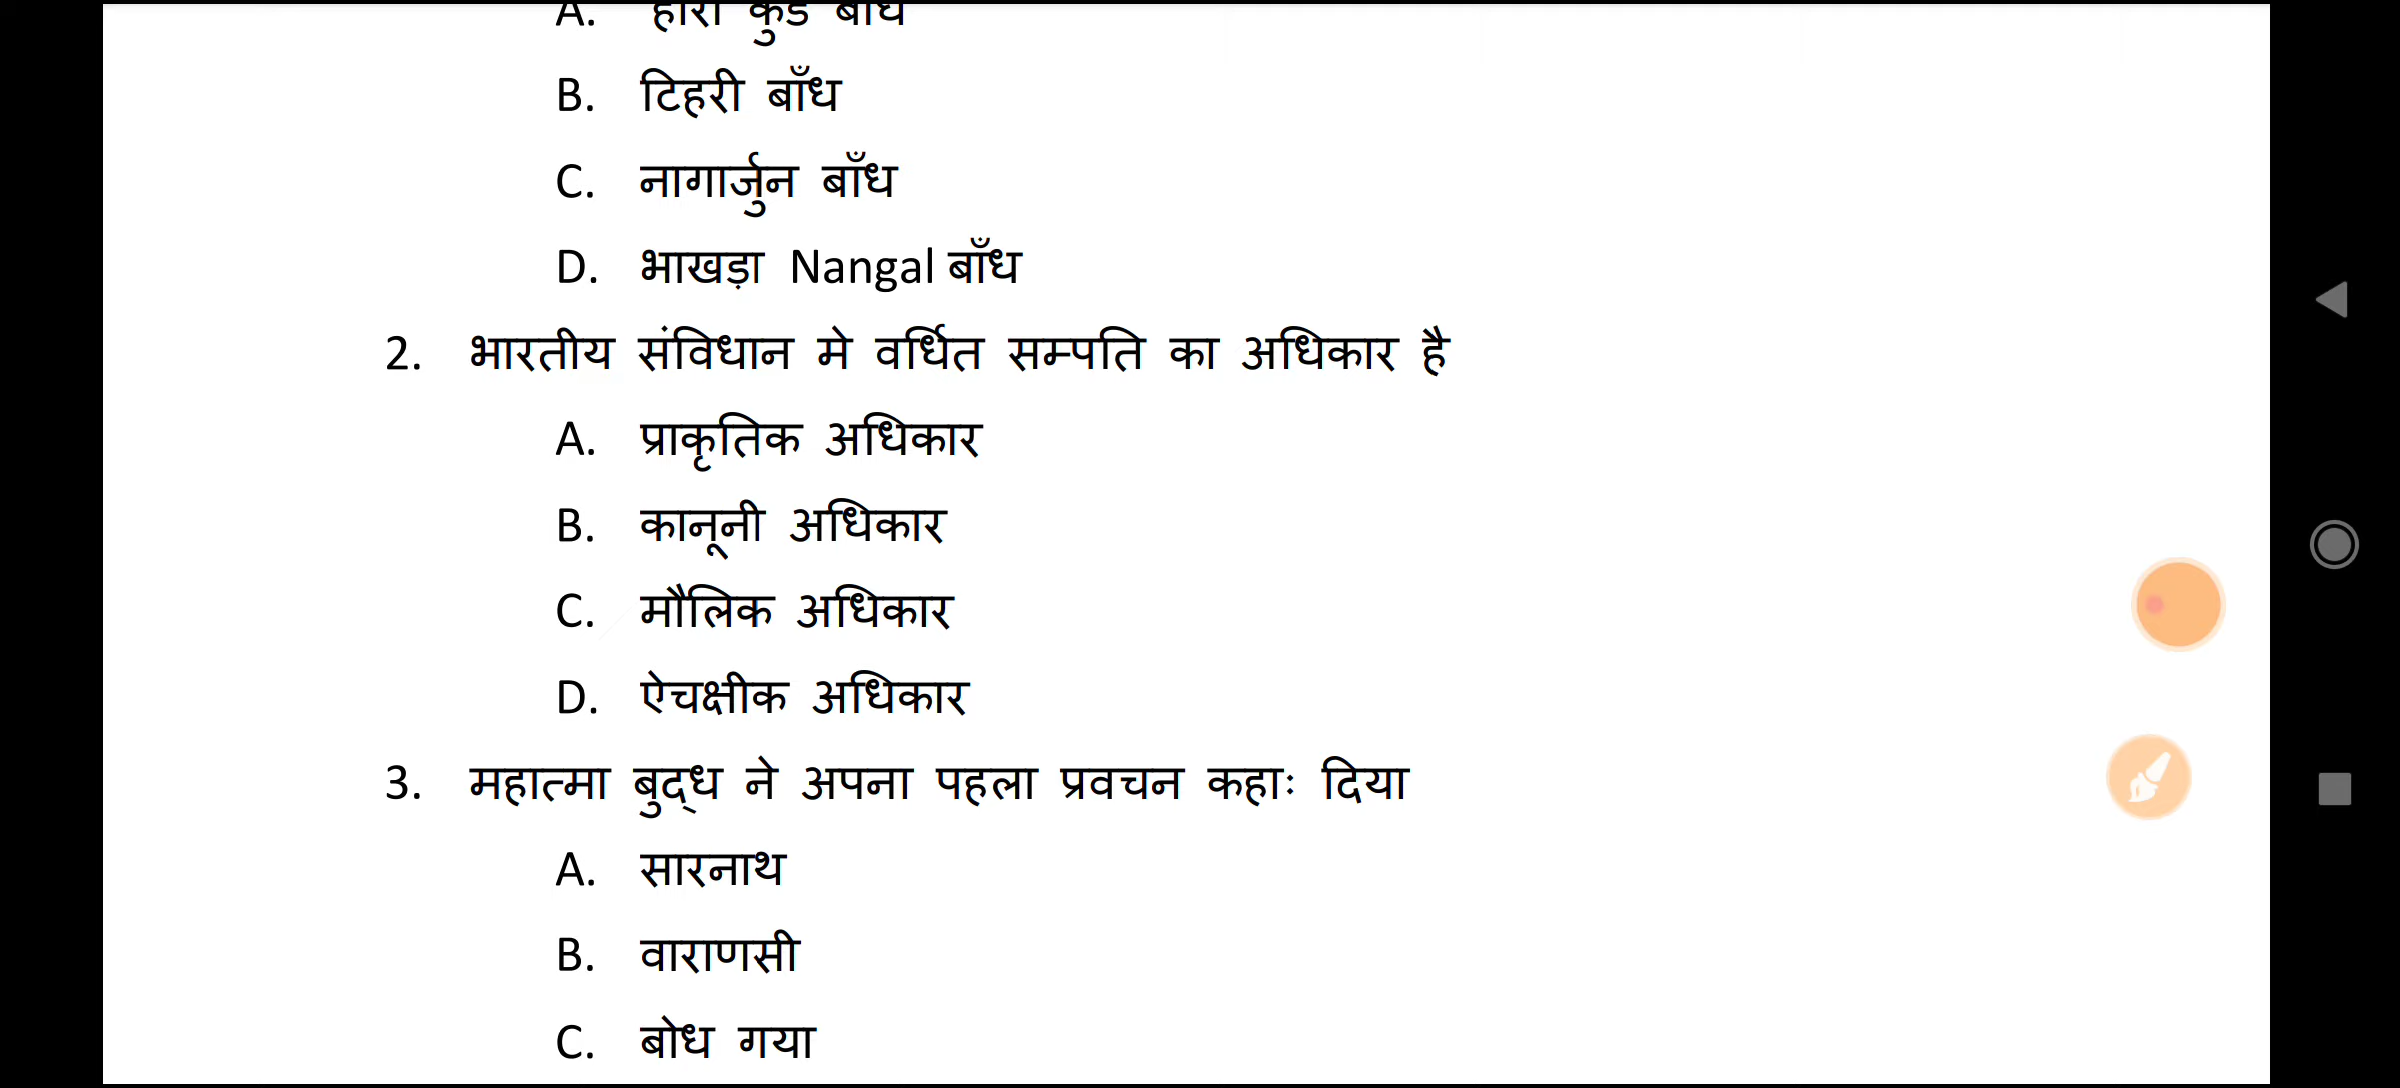 A. हीरा कुंड बाँध
B. टिहरी बाँध
C. नागार्जुन बाँध
D. भाखड़ा Nangal बाँध
2. भारतीय संविधान मे वर्धित सम्पति का अधिकार है
A. प्राकृतिक अधिकार
B. कानूनी अधिकार
C. मौलिक अधिकार
D. ऐचक्षीक अधिकार
3. महात्मा बुद्ध ने अपना पहला प्रवचन कहाः दिया
A. सारनाथ
B. वाराणसी
C. बोध गया